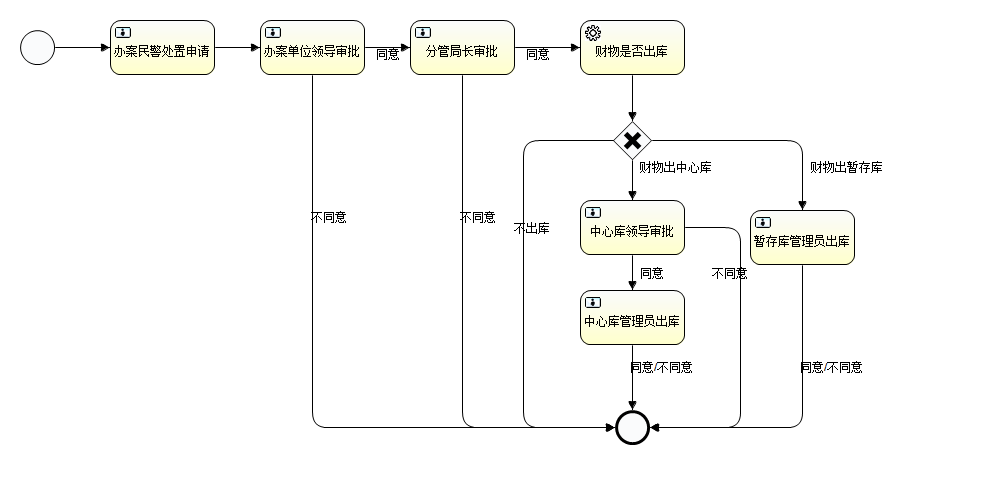 办案民警处置申请
办案单位领导审批
同意
分管局长审批
同意
财物是否出库
财物出中心库
财物出暂存库
不同意
不同意
不出库
中心库领导审批
暂存库管理员出库
同意
不同意
中心库管理员出库
同意/不同意
同意/不同意